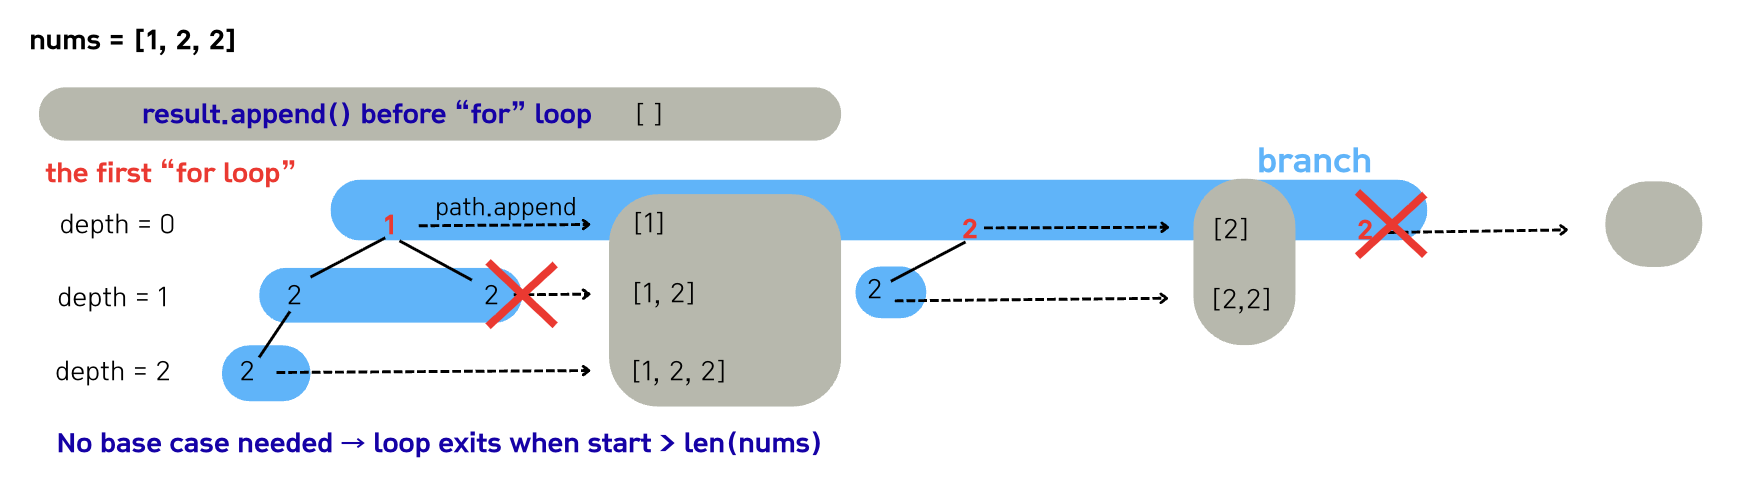 nums = [1, 2, 2]
result.append() before “for” loop [ ]
the first “for loop”
branch
depth = 0
1
path.append
[1]
2
[2]
2
depth = 1
2
2
[1, 2]
2
[2,2]
depth = 2
2
[1, 2, 2]
No base case needed → loop exits when start > len(nums)